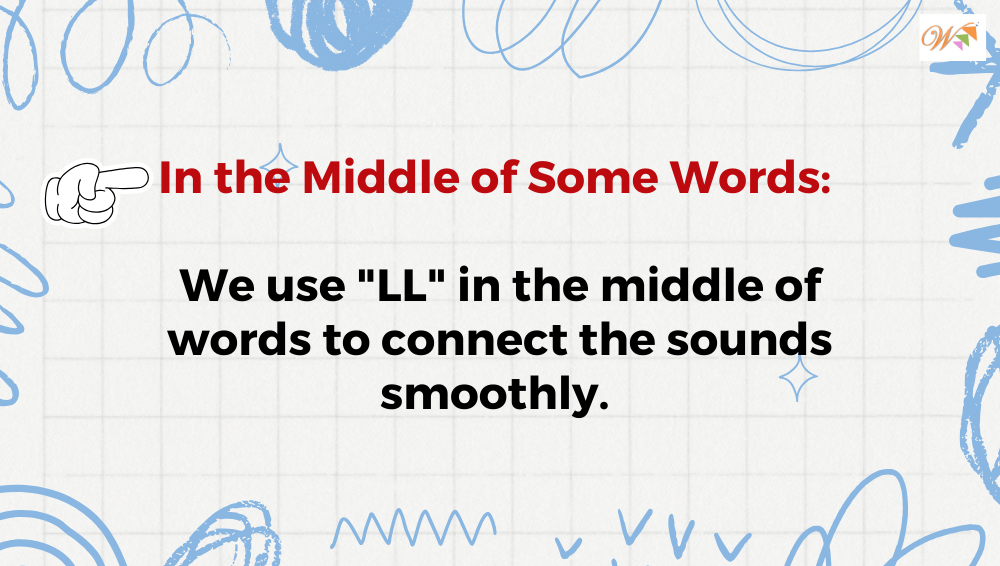 In the Middle of Some Words:
We use "LL" in the middle of
words to connect the sounds
smoothly.